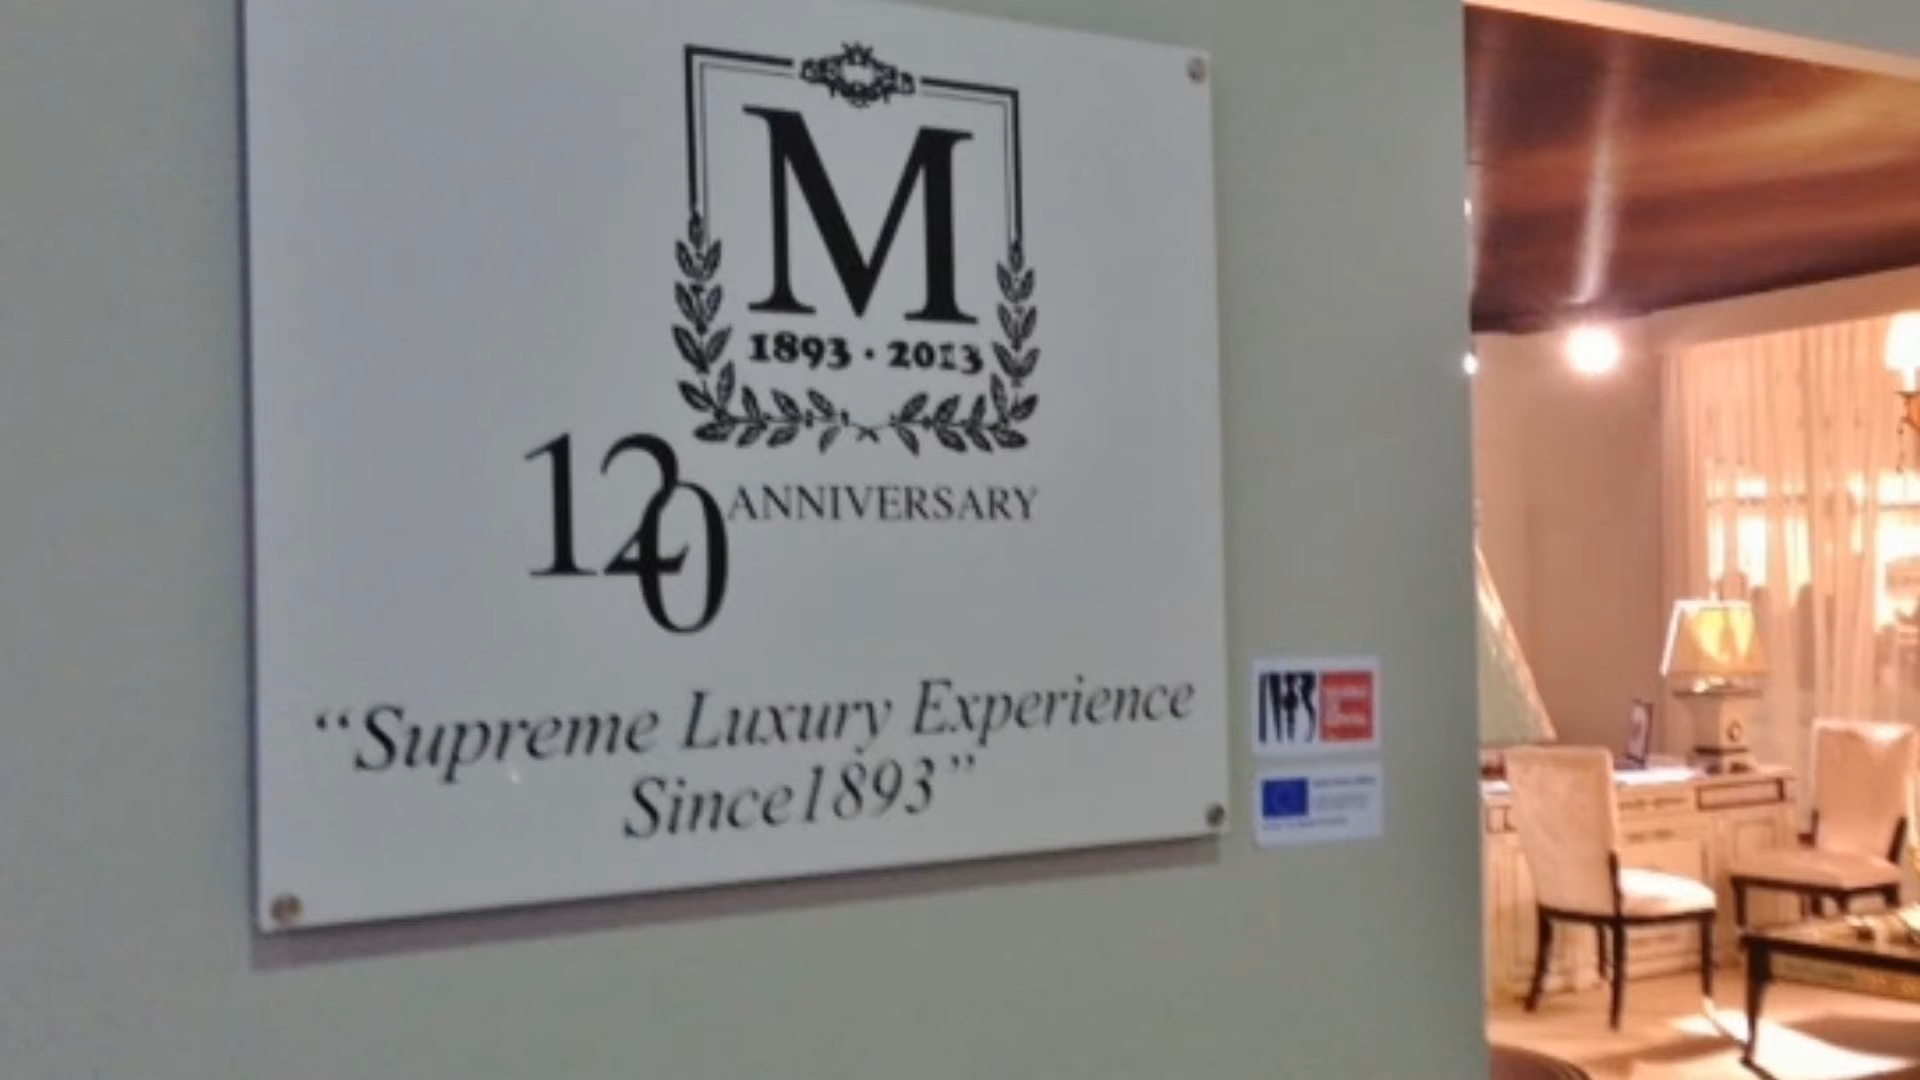 M
1893 · 2013
120 ANNIVERSARY
“Supreme Luxury Experience
Since1893”